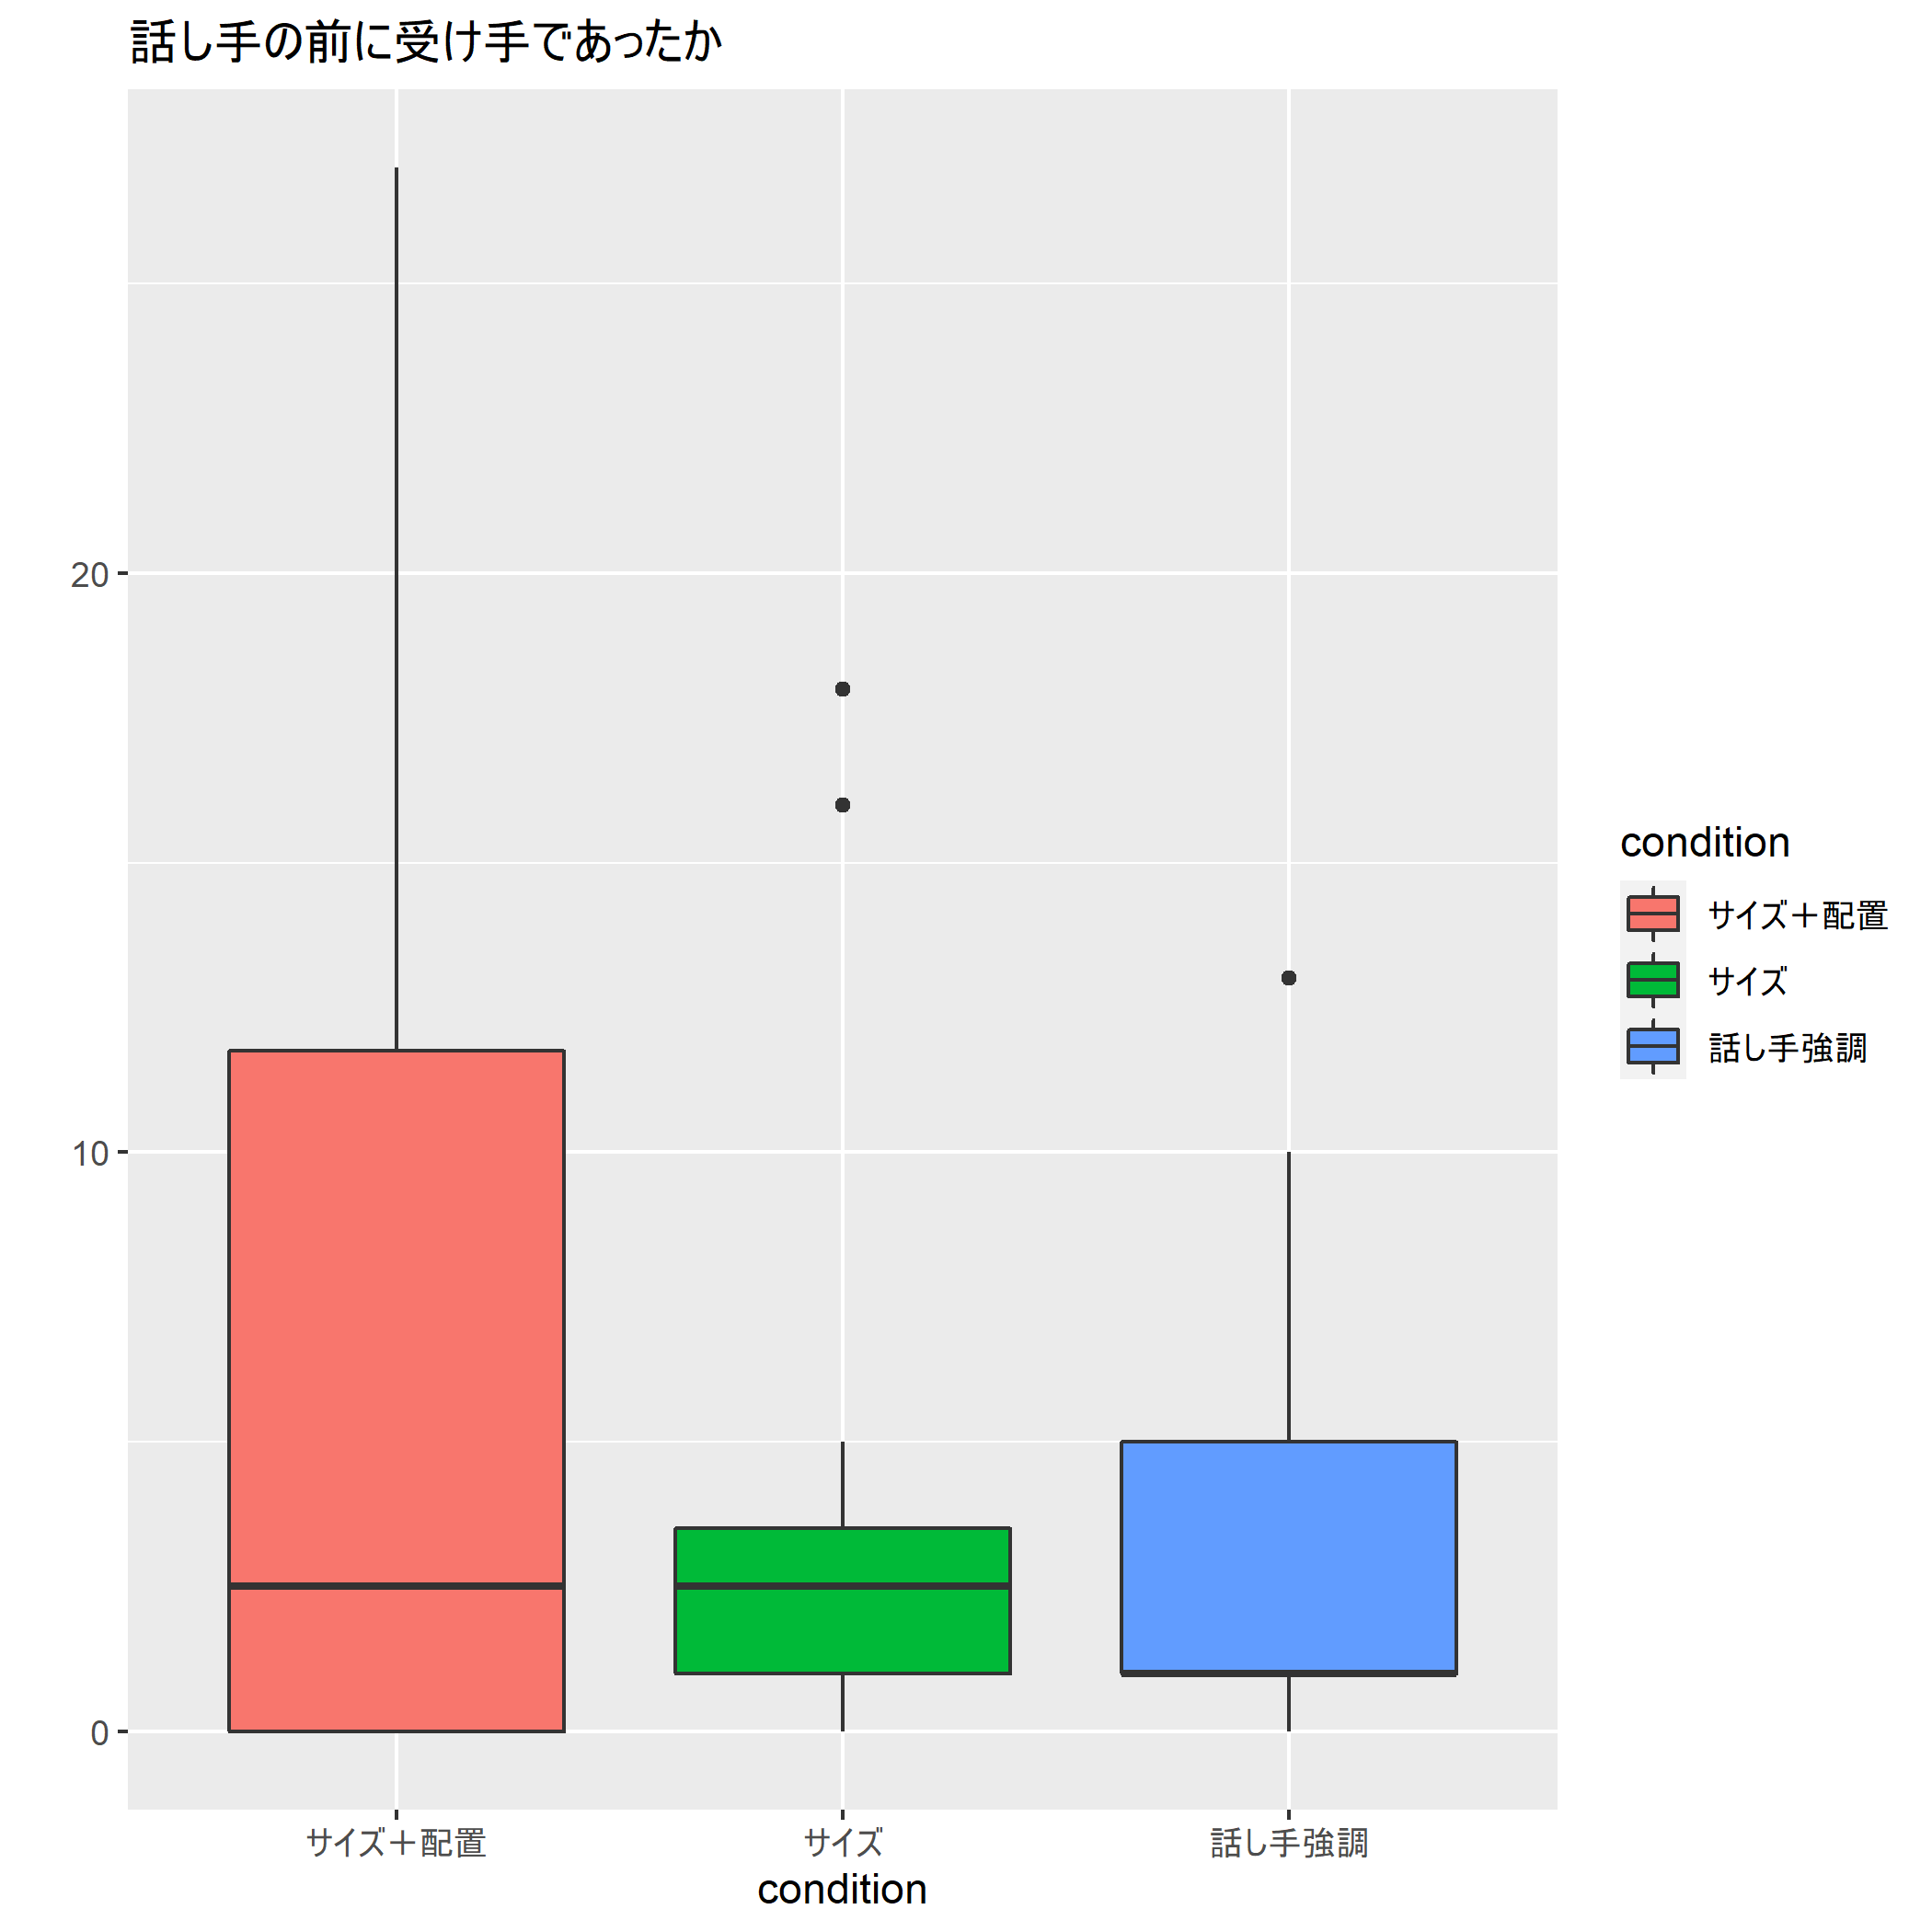 話し手の前に受け手であったか
20
10
0
サイズ＋配置
サイズ
話し手強調
condition
condition
サイズ＋配置
サイズ
話し手強調